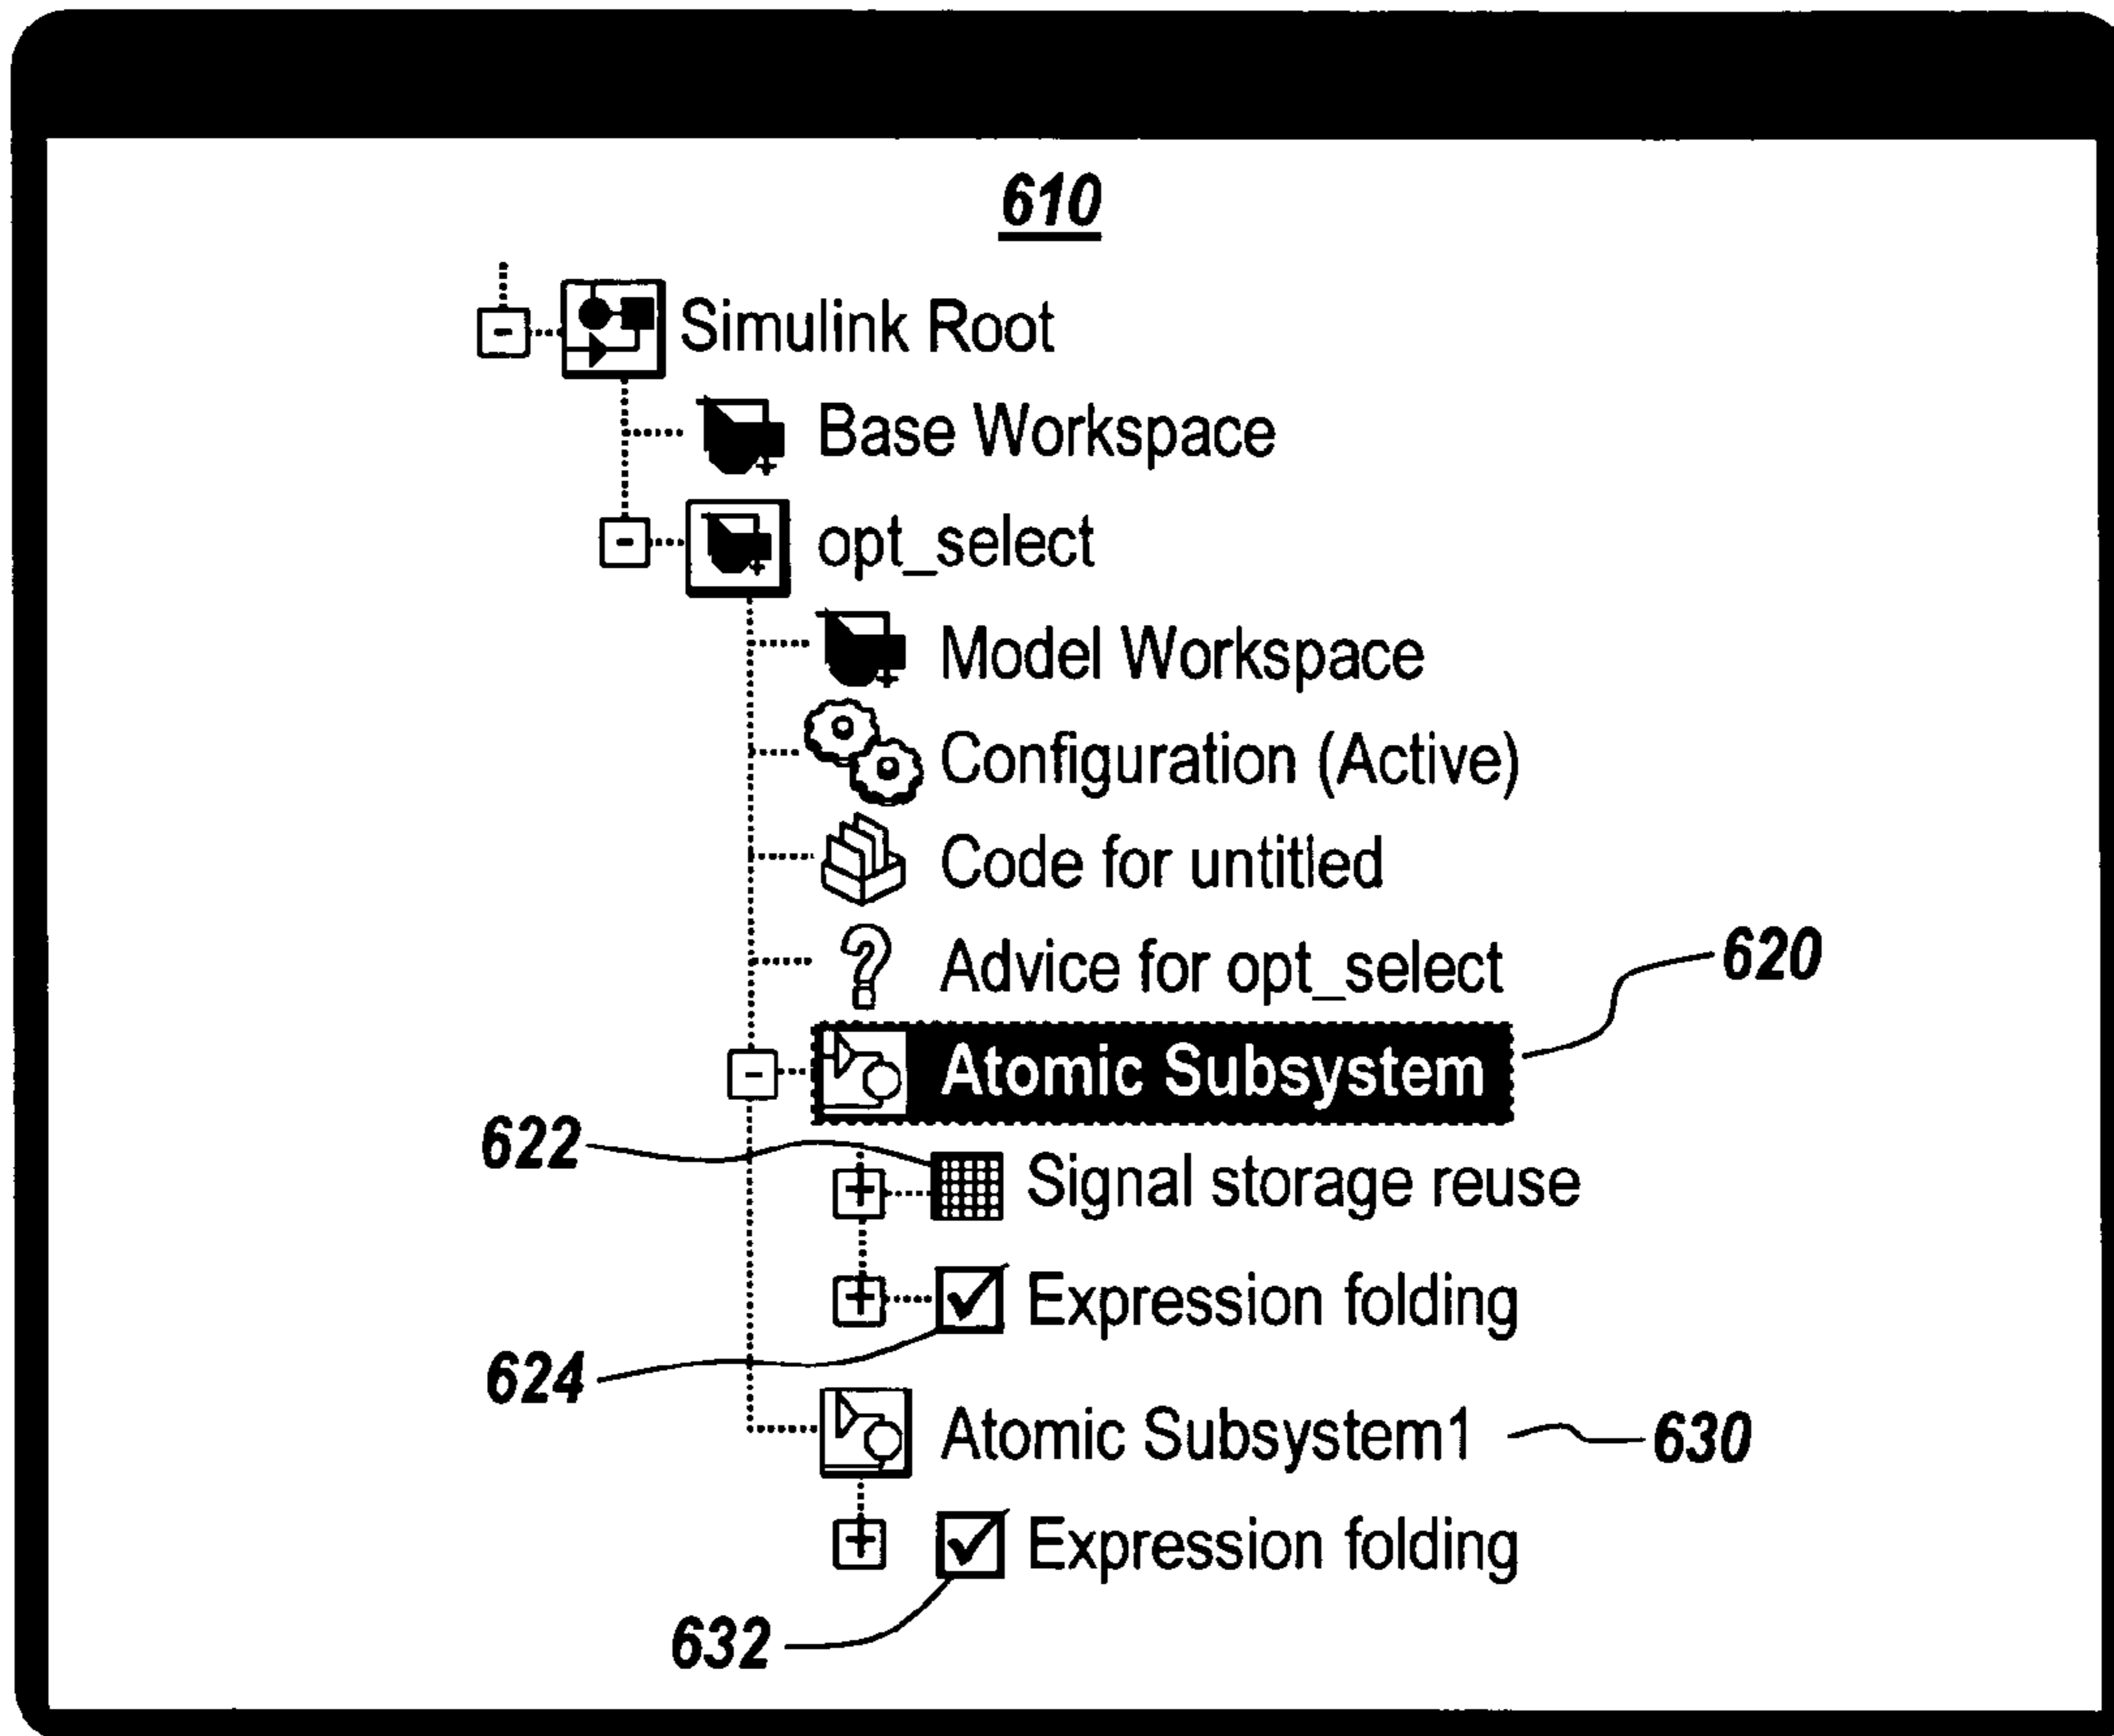 610
Simulink Root
Base Workspace
opt_select
Model Workspace
Configuration (Active)
Code for untitled
Advice for opt_select
620
Atomic Subsystem
622
Signal storage reuse
Expression folding
624
Atomic Subsystem1
630
Expression folding
632